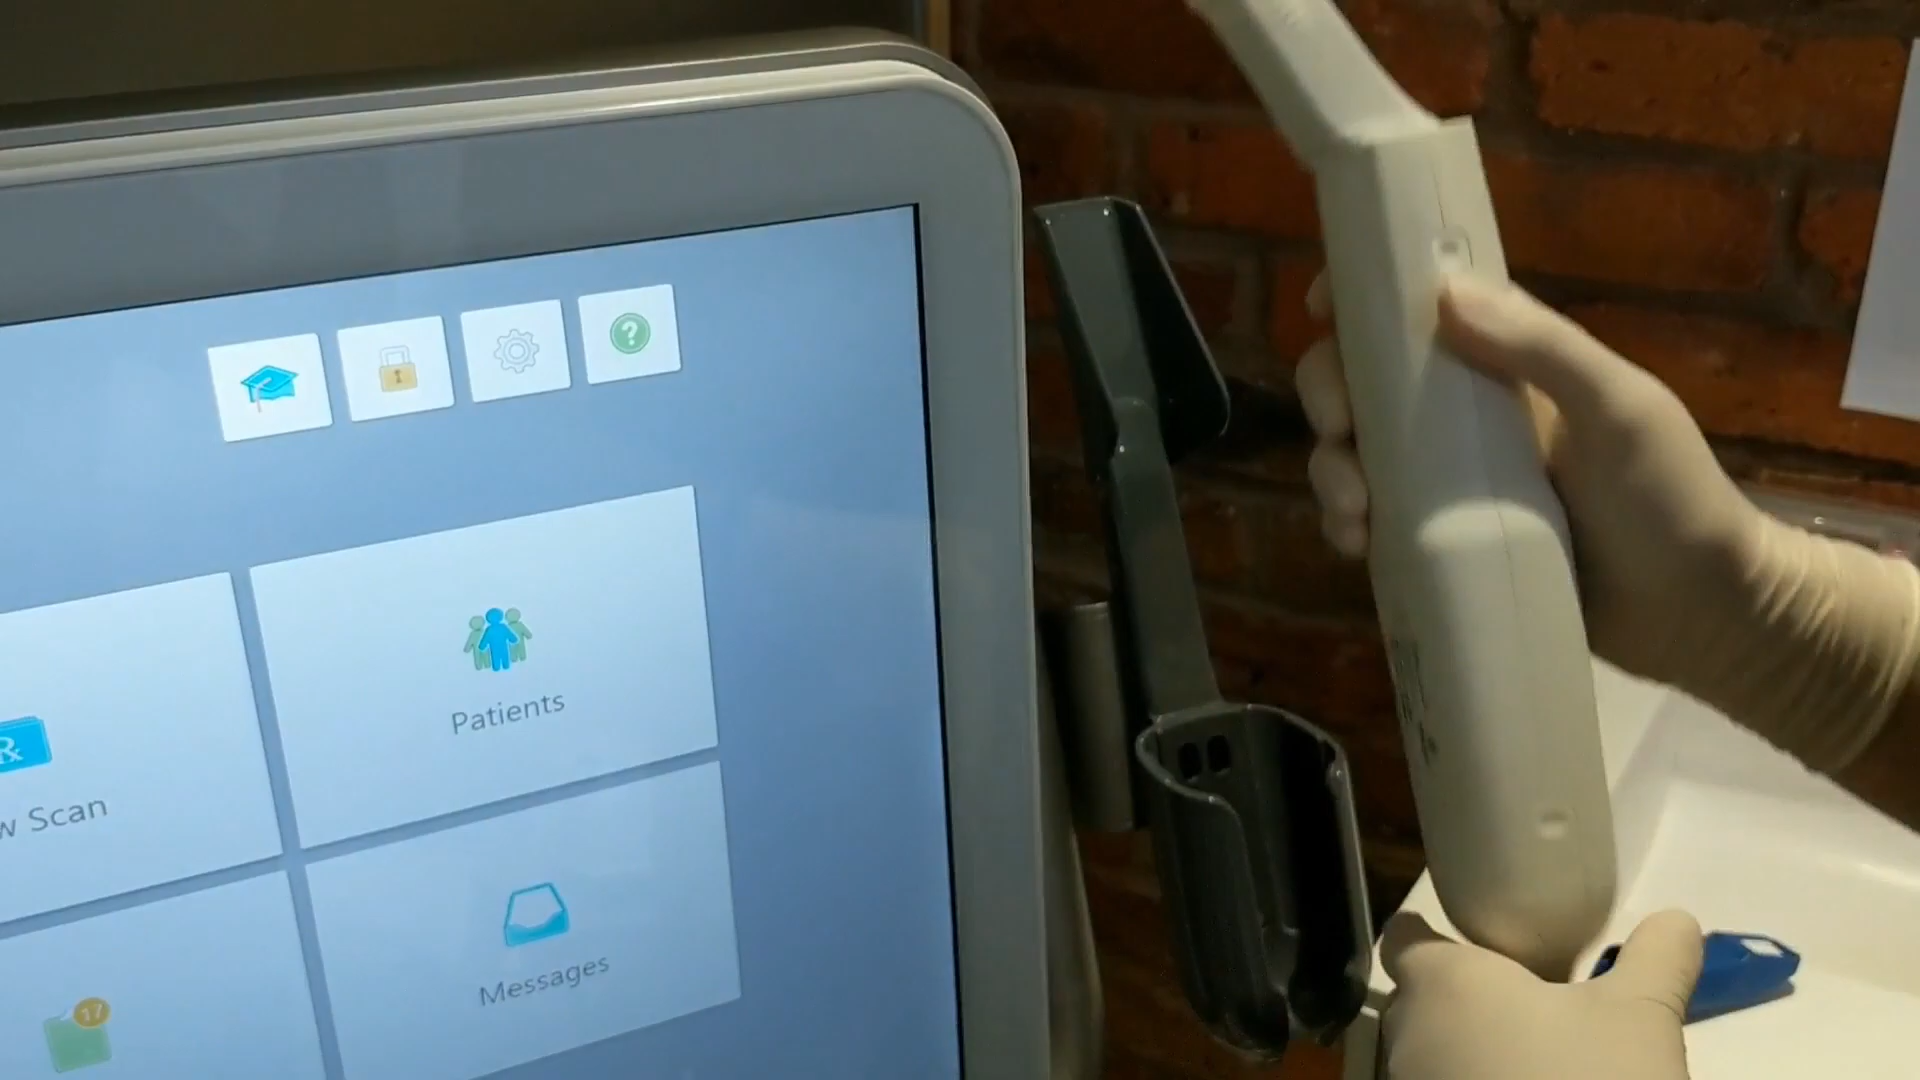 ?
Patients
℞
w Scan
Messages
17